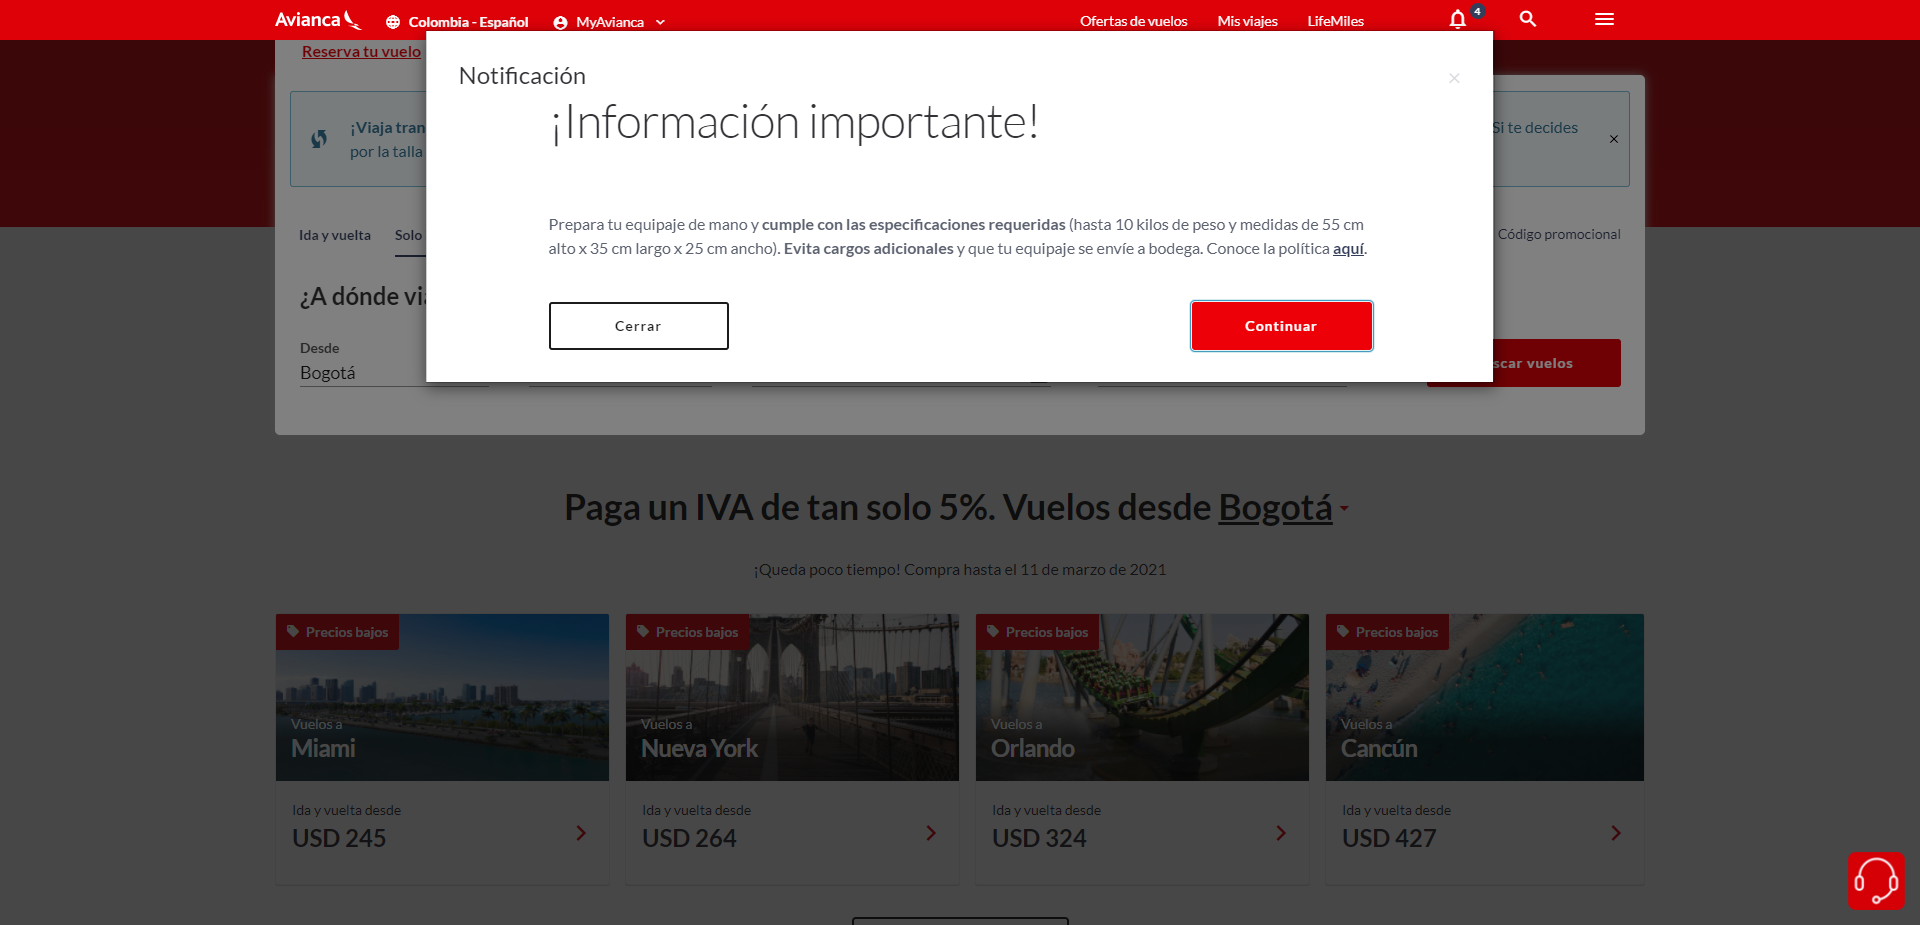 Avianca
Colombia - Español
MyAvianca
Ofertas de vuelos
Mis viajes
LifeMiles
4
Reserva tu vuelo
Notificación
×
¡Información importante!
¡Viaja tran
Si te decides
por la talla
×
Prepara tu equipaje de mano y cumple con las especificaciones requeridas (hasta 10 kilos de peso y medidas de 55 cm
alto x 35 cm largo x 25 cm ancho). Evita cargos adicionales y que tu equipaje se envíe a bodega. Conoce la política aquí.
Ida y vuelta
Solo
Código promocional
¿A dónde via
Cerrar
Continuar
Desde
Bogotá
scar vuelos
Paga un IVA de tan solo 5%. Vuelos desde Bogotá
¡Queda poco tiempo! Compra hasta el 11 de marzo de 2021
Precios bajos
Vuelos a
Miami
Ida y vuelta desde
USD 245
Precios bajos
Vuelos a
Nueva York
Ida y vuelta desde
USD 264
Precios bajos
Vuelos a
Orlando
Ida y vuelta desde
USD 324
Precios bajos
Vuelos a
Cancún
Ida y vuelta desde
USD 427